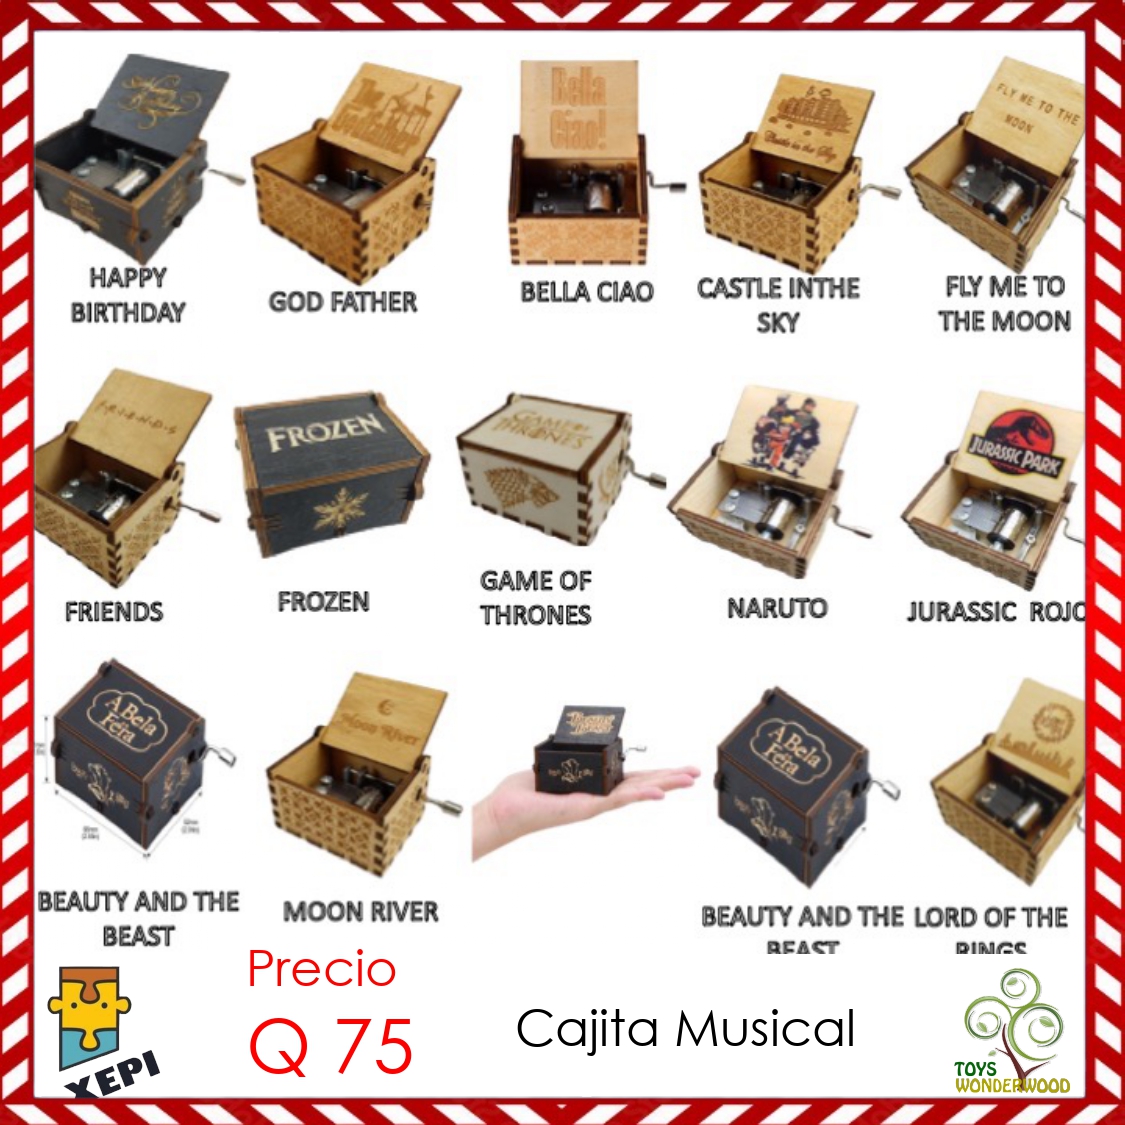 The
Godfather
Bella
Ciao!
Castle in the Sky
FLY ME TO THE
MOON
HAPPY
BIRTHDAY
GOD FATHER
BELLA CIAO
CASTLE INTHE
SKY
FLY ME TO
THE MOON
F·R·I·E·N·D·S
FROZEN
GAME OF
THRONES
JURASSIC PARK
FRIENDS
FROZEN
GAME OF
THRONES
NARUTO
JURASSIC ROJO
A Bela
Fera
Moon River
A Bela
Fera
BEAUTY AND THE
BEAST
MOON RIVER
BEAUTY AND THE
BEAST
LORD OF THE
RINGS
Precio
Q 75
Cajita Musical
XEPI
TOYS
WONDERWOOD